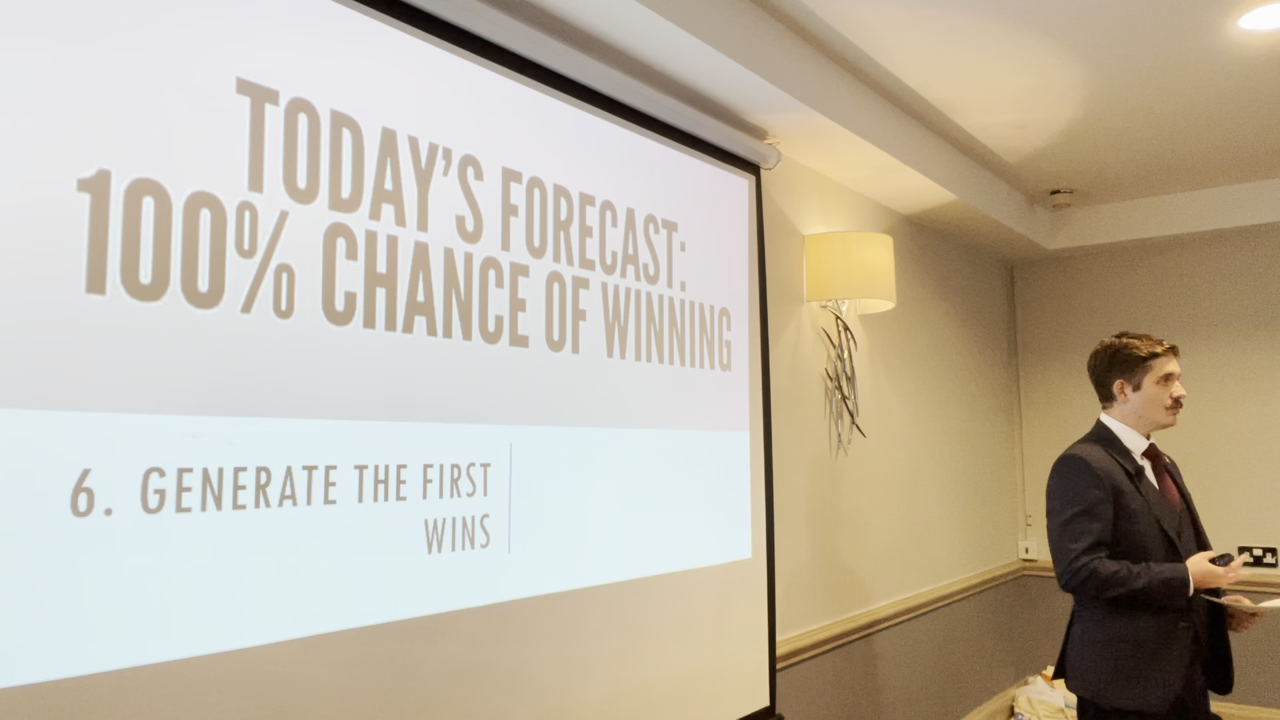 TODAY'S FORECAST:
100% CHANCE OF WINNING
6. GENERATE THE FIRST
WINS